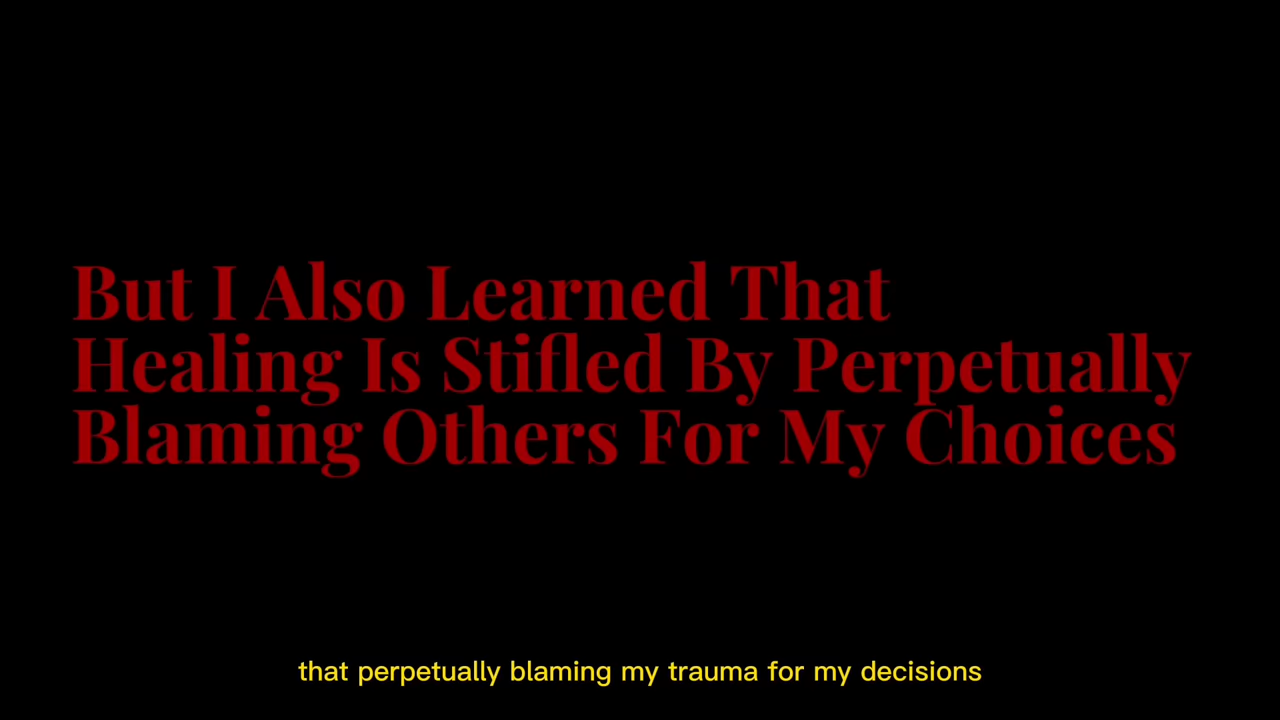 But I Also Learned That
Healing Is Stifled By Perpetually
Blaming Others For My Choices
that perpetually blaming my trauma for my decisions